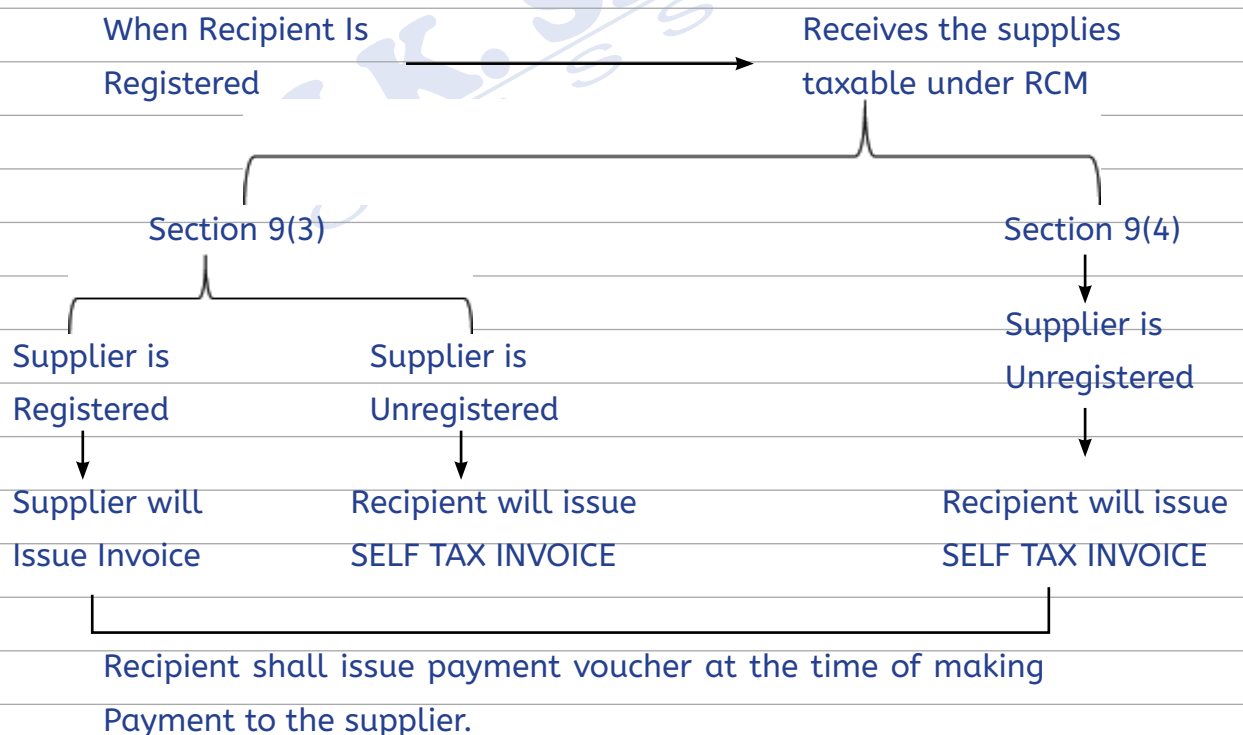 When Recipient Is
Registered
Receives the supplies
taxable under RCM
Section 9(3)
Section 9(4)
Supplier is
Registered
Supplier is
Unregistered
Supplier is
Unregistered
Supplier will
Issue Invoice
Recipient will issue
SELF TAX INVOICE
Recipient will issue
SELF TAX INVOICE
Recipient shall issue payment voucher at the time of making
Payment to the supplier.